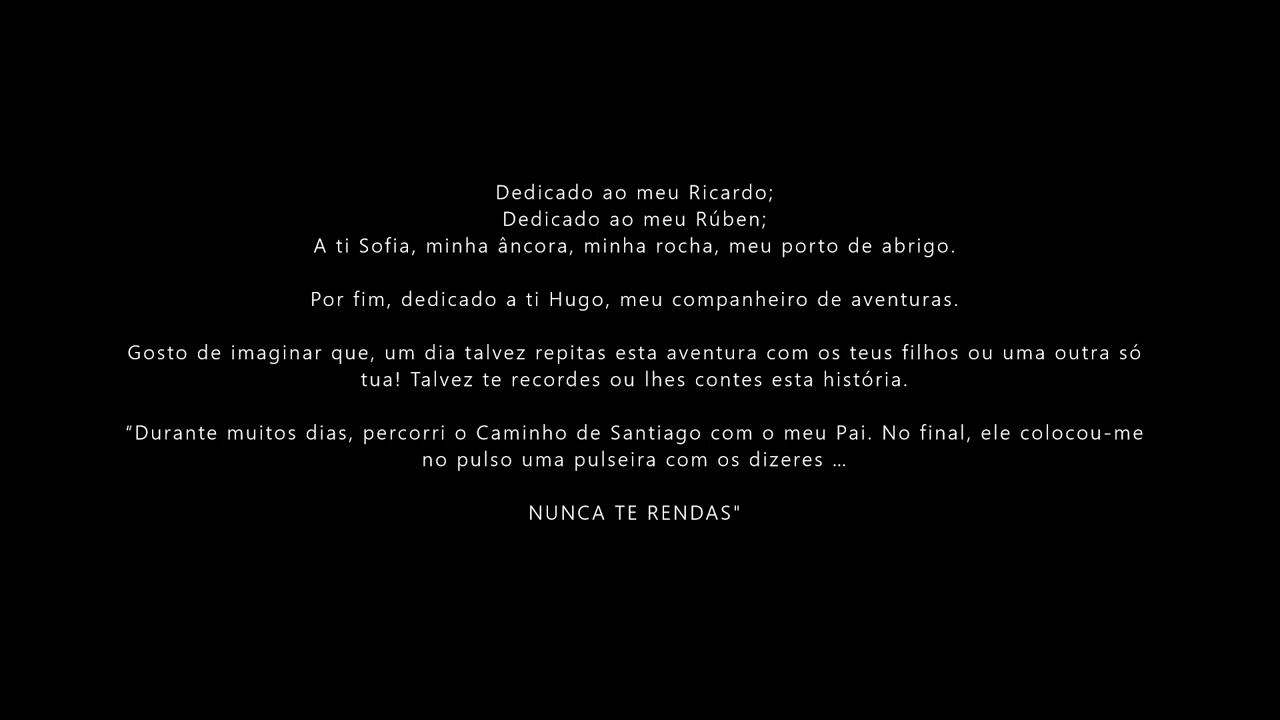 Dedicado ao meu Ricardo;
Dedicado ao meu Rúben;
A ti Sofia, minha âncora, minha rocha, meu porto de abrigo.
Por fim, dedicado a ti Hugo, meu companheiro de aventuras.
Gosto de imaginar que, um dia talvez repitas esta aventura com os teus filhos ou uma outra só
tua! Talvez te recordes ou lhes contes esta história.
“Durante muitos dias, percorri o Caminho de Santiago com o meu Pai. No final, ele colocou-me
no pulso uma pulseira com os dizeres …
NUNCA TE RENDAS"